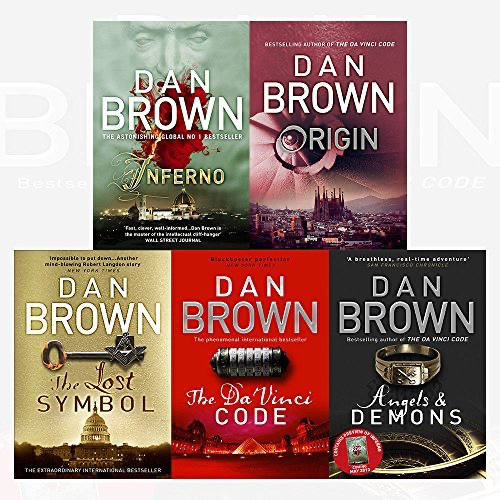 DAN
BROWN
THE ASTONISHING GLOBAL NO 1 BESTSELLER
INFERNO
'Fast, clever, well-informed...Dan Brown is
the master of the intellectual cliff-hanger'
WALL STREET JOURNAL
BESTSELLING AUTHOR OF THE DA VINCI CODE
DAN
BROWN
ORIGIN
Bestse
CODE
Impossible to put down...Another
mind-blowing Robert Langdon story
NEW YORK TIMES
DAN
BROWN
The Lost
SYMBOL
THE EXTRAORDINARY INTERNATIONAL BESTSELLER
'Blockbuster perfection'
NEW YORK TIMES
DAN
BROWN
The phenomenal international bestseller
The Da Vinci
CODE
'A breathless, real-time adventure'
SAN FRANCISCO CHRONICLE
DAN
BROWN
Bestselling author of THE DA VINCI CODE
Angels &
DEMONS